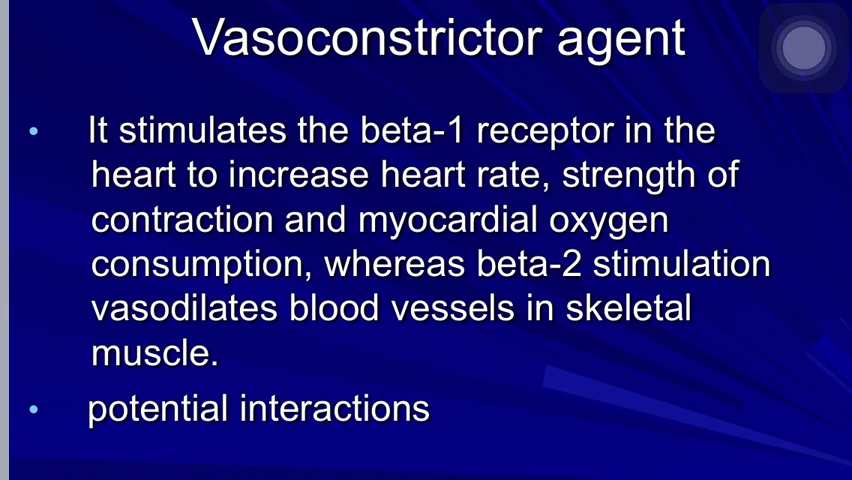 Vasoconstrictor agent
• It stimulates the beta-1 receptor in the
heart to increase heart rate, strength of
contraction and myocardial oxygen
consumption, whereas beta-2 stimulation
vasodilates blood vessels in skeletal
muscle.
• potential interactions